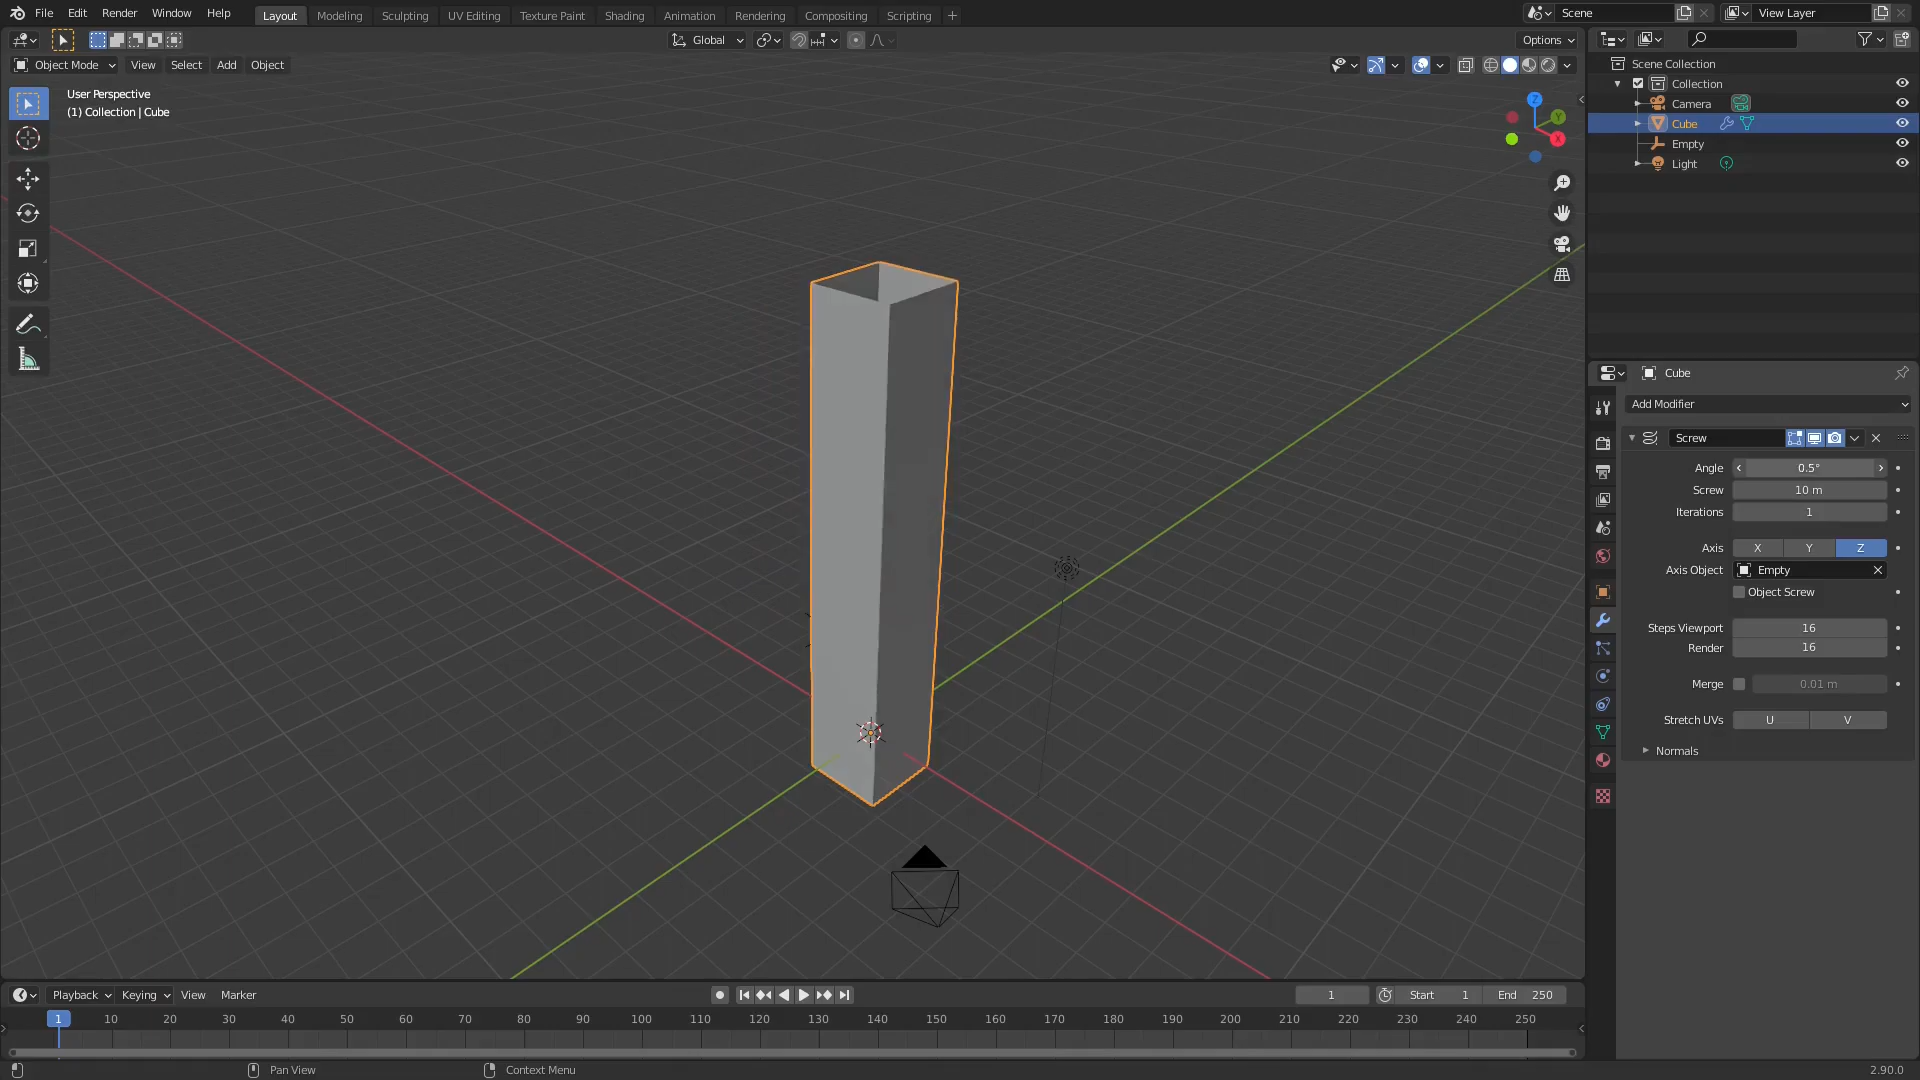 File Edit Render Window Help Layout Modeling Sculpting UV Editing Texture Paint Shading Animation Rendering Compositing Scripting + Scene View Layer
Global Options
Object Mode View Select Add Object
User Perspective
(1) Collection | Cube
Z
Y
X
Scene Collection
Collection
Camera
Cube
Empty
Light
Cube
Add Modifier
Screw
Angle 0.5°
Screw 10 m
Iterations 1
Axis X Y Z
Axis Object Empty
Object Screw
Steps Viewport 16
Render 16
Merge 0.01 m
Stretch UVs U V
Normals
Playback Keying View Marker 1 Start 1 End 250
1 10 20 30 40 50 60 70 80 90 100 110 120 130 140 150 160 170 180 190 200 210 220 230 240 250
Pan View Context Menu 2.90.0